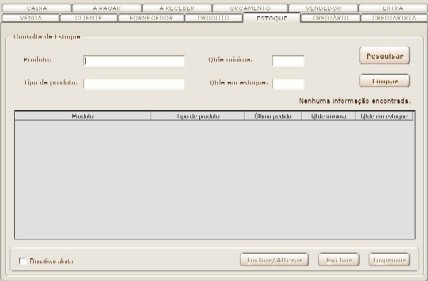 CAIXA A PAGAR A RECEBER ORÇAMENTO VENDEDOR EXTRA
VENDA CLIENTE FORNECEDOR PRODUTO ESTOQUE CREDIÁRIO CREDIAROSTA
Consulta de Estoque
Produto: Qtde mínima: Pesquisar
Tipo de produto: Qtde em estoque: Limpar
Nenhuma informação encontrada.
Produto Tipo de produto Último pedido Qtde mínima Qtde em estoque
Desativar alerta Incluir/Alterar Excluir Imprimir